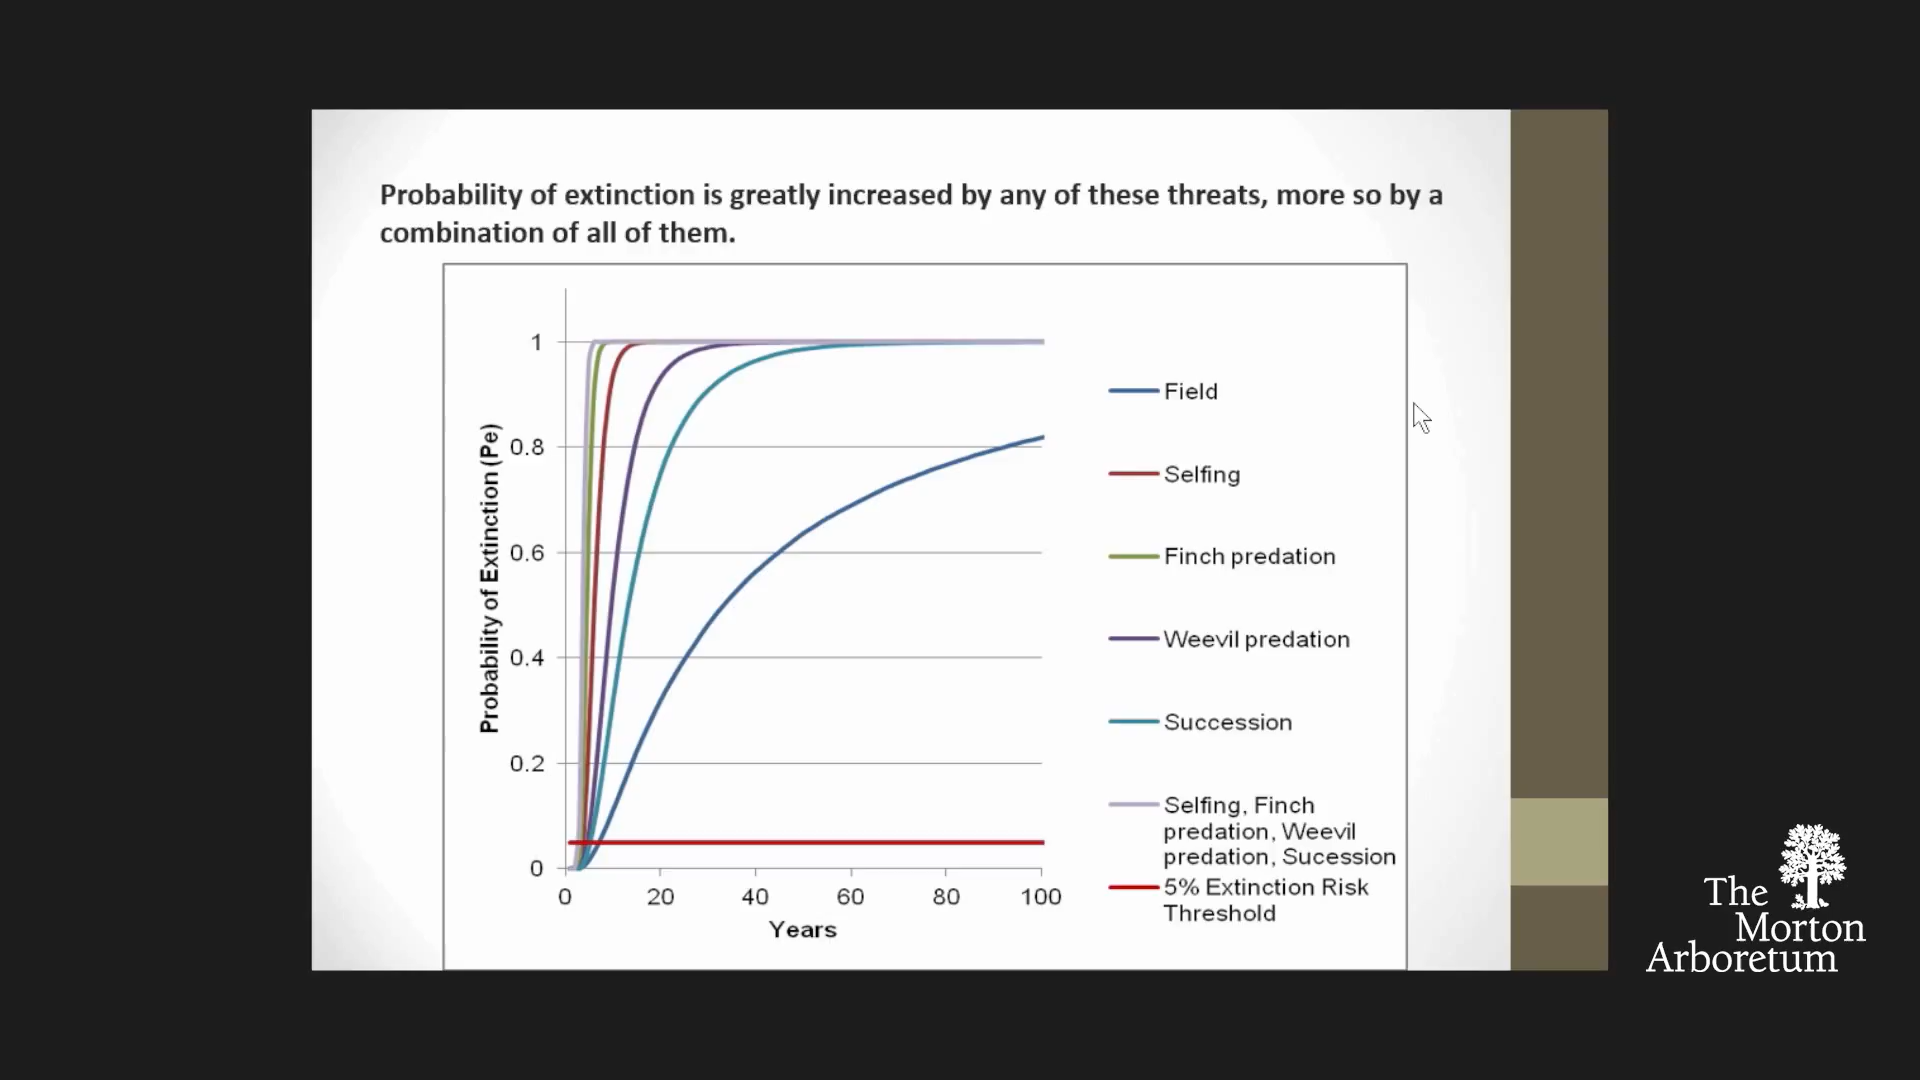 Probability of extinction is greatly increased by any of these threats, more so by a
combination of all of them.
1
0.8
0.6
0.4
0.2
0
Probability of Extinction (Pe)
0 20 40 60 80 100
Years
Field
Selfing
Finch predation
Weevil predation
Succession
Selfing, Finch
predation, Weevil
predation, Sucession
5% Extinction Risk
Threshold
The
Morton
Arboretum